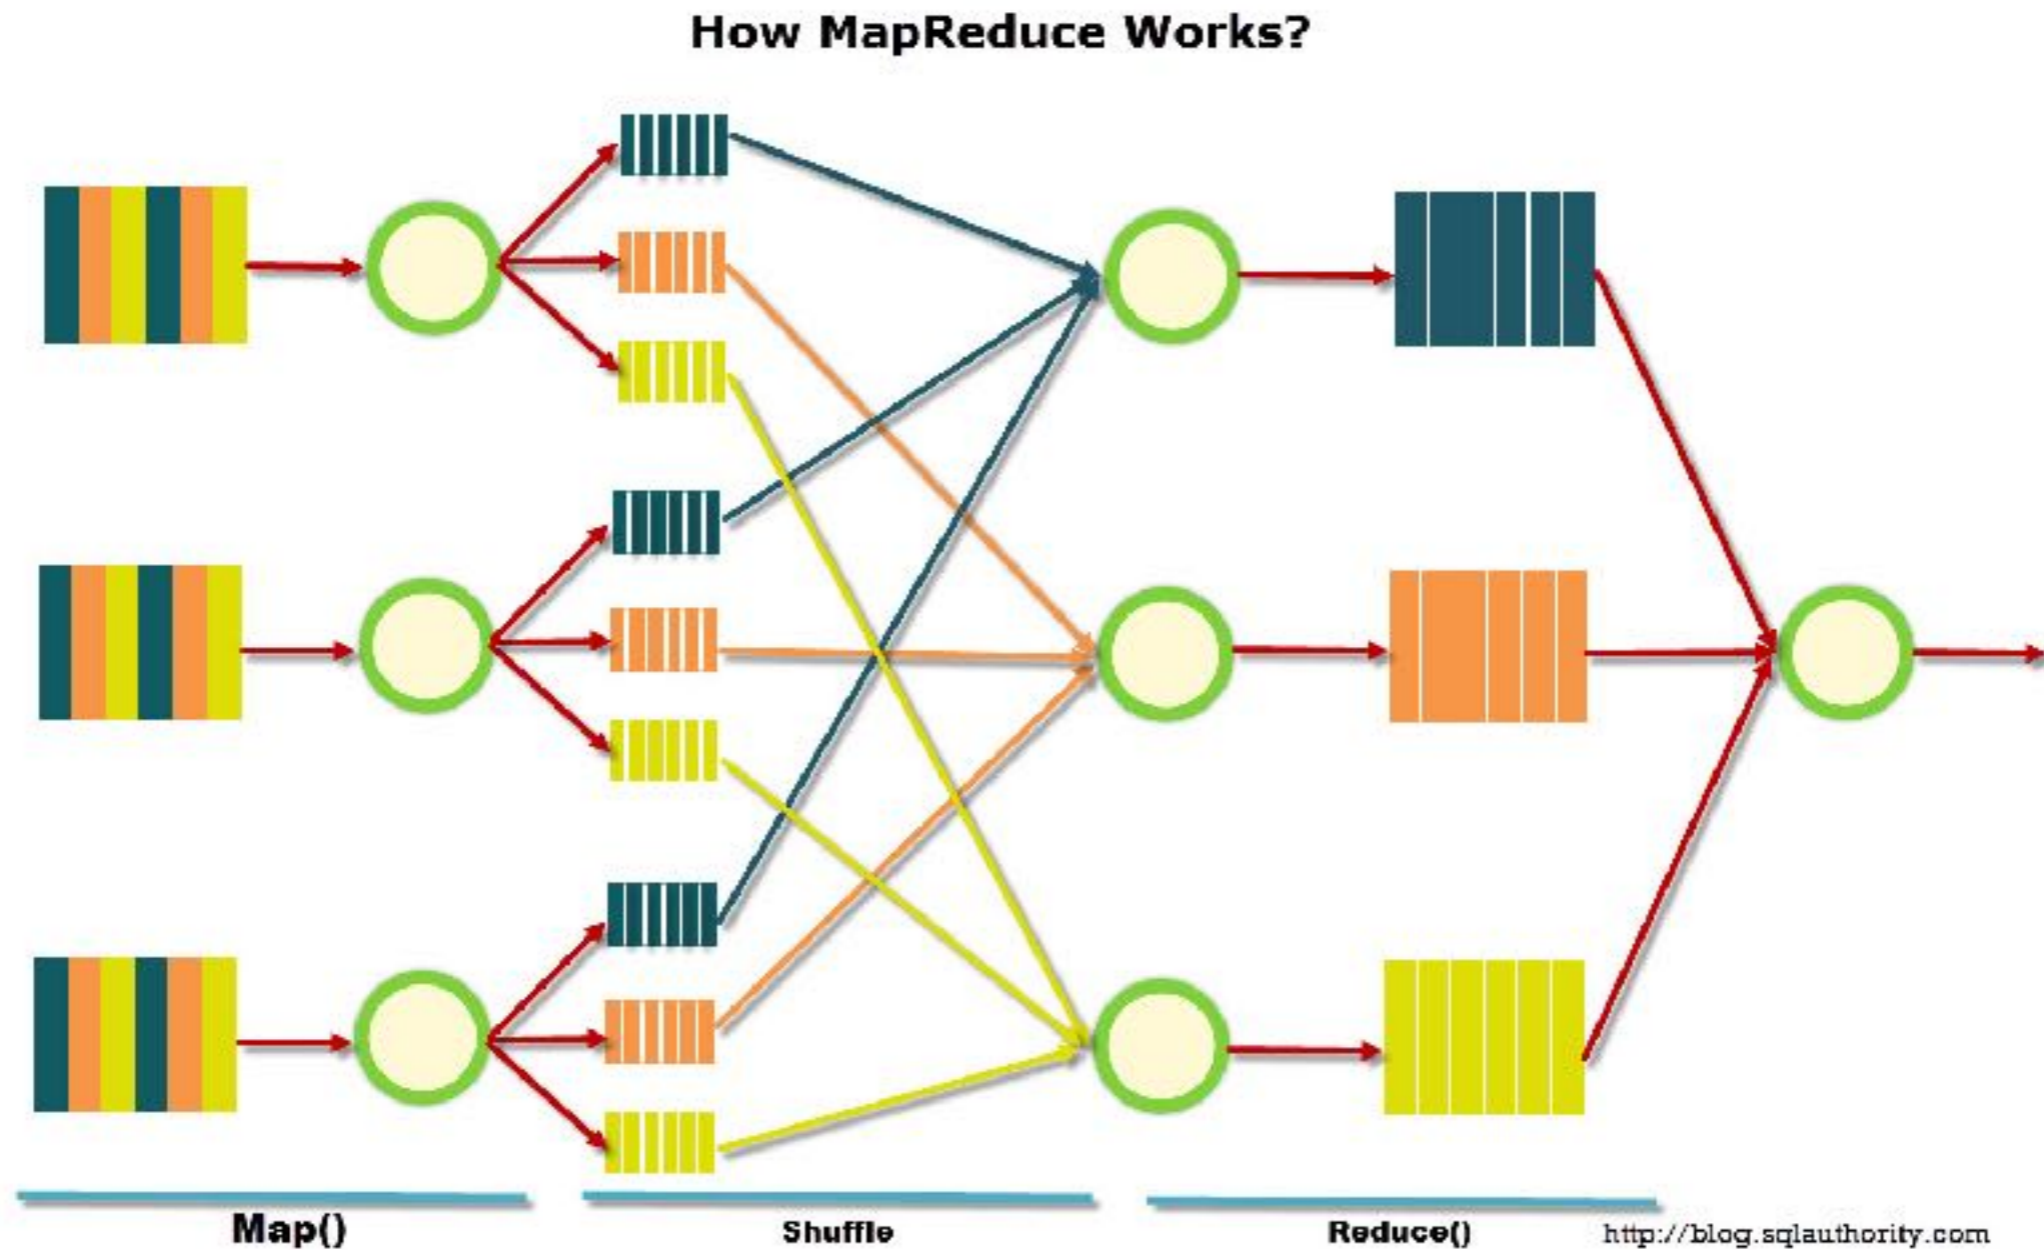 How MapReduce Works?
Map()
Shuffle
Reduce()
http://blog.sqlauthority.com